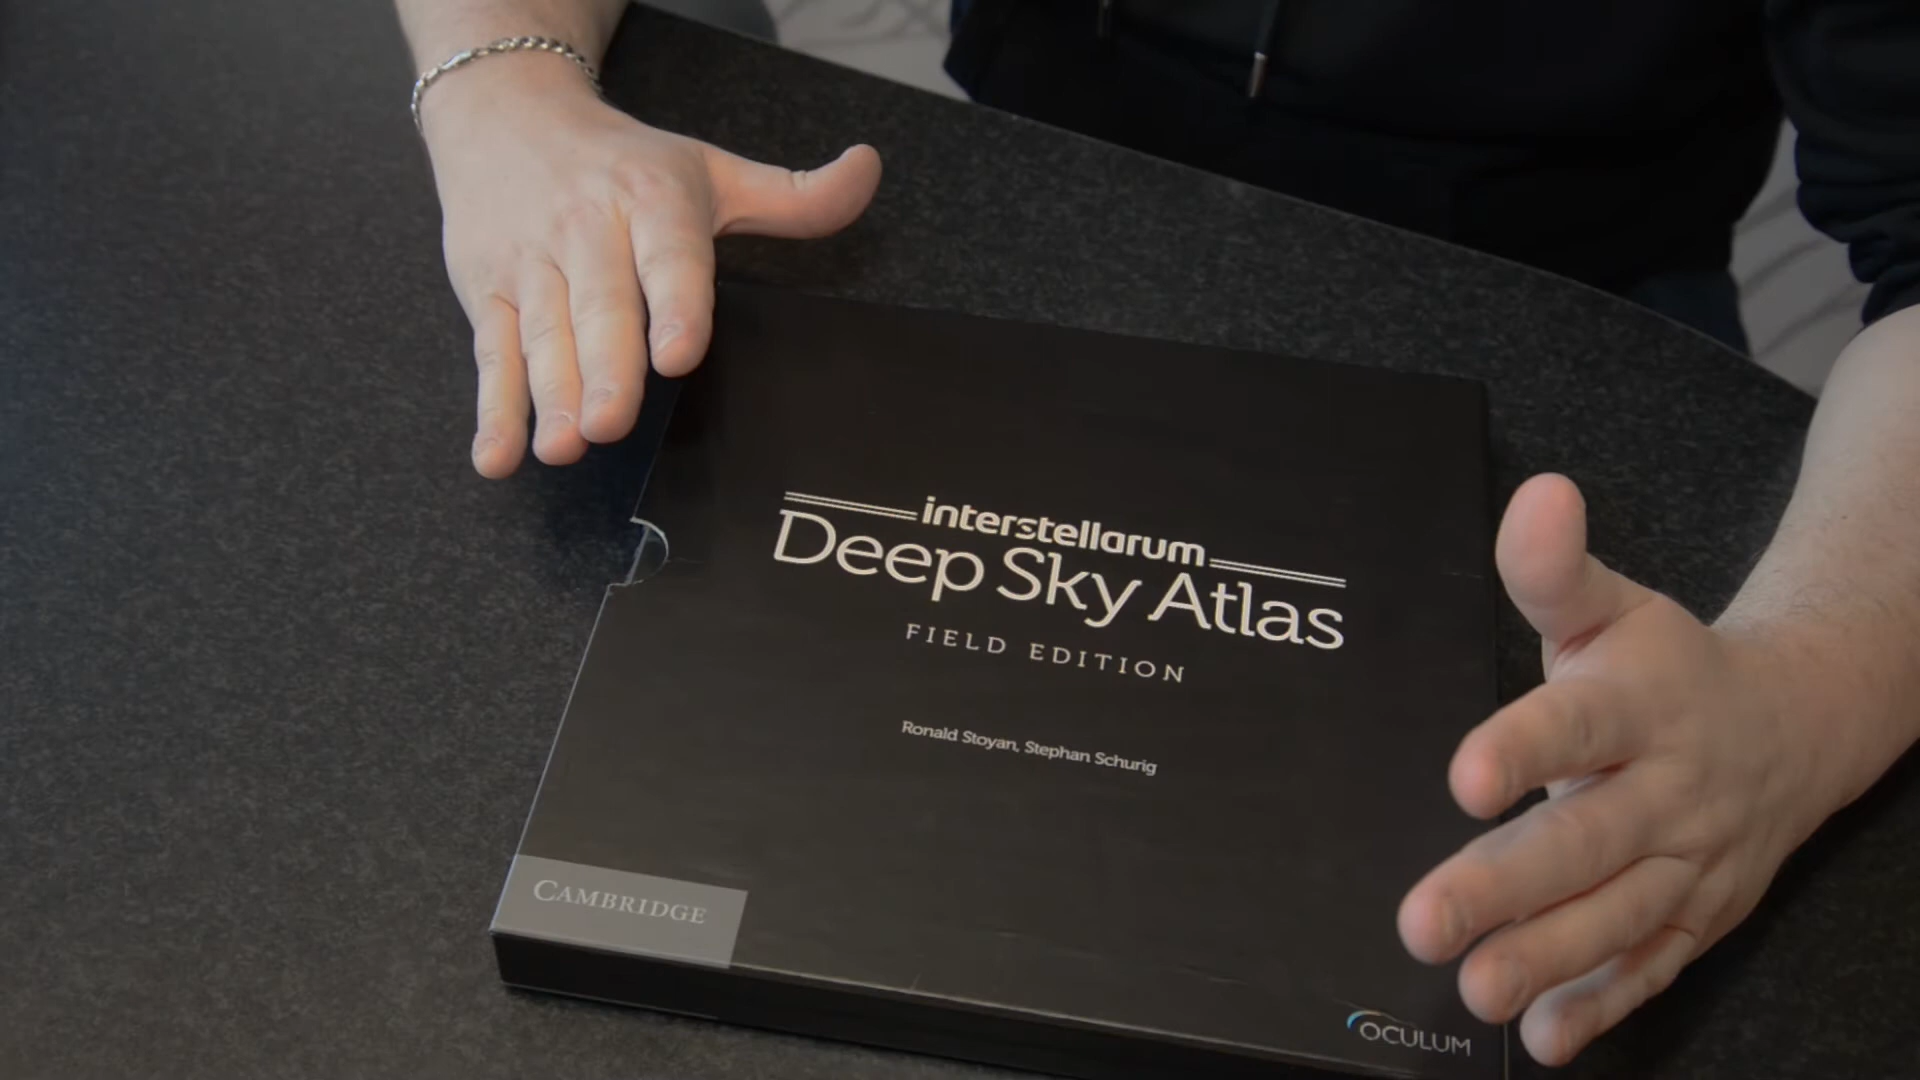 interstellarum
Deep Sky Atlas
FIELD EDITION
Ronald Stoyan, Stephan Schurig
CAMBRIDGE
OCULUM